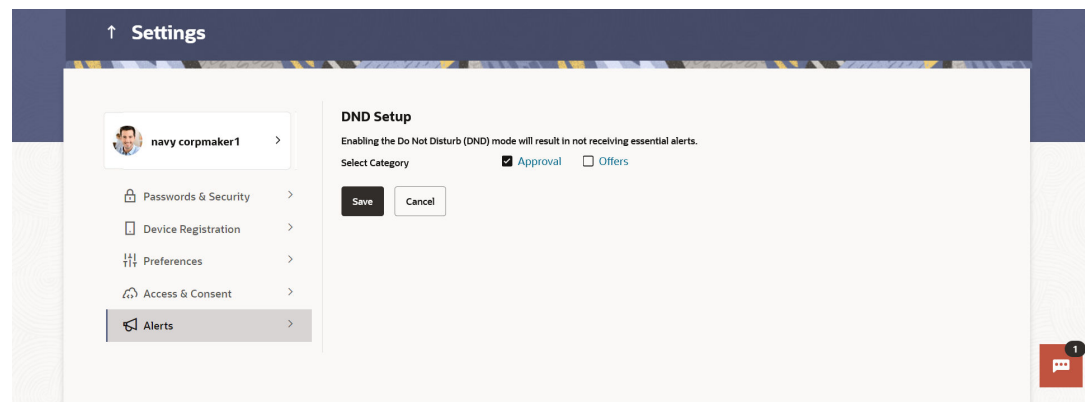 ↑ Settings
navy corpmaker1
Passwords & Security
Device Registration
Preferences
Access & Consent
Alerts
DND Setup
Enabling the Do Not Disturb (DND) mode will result in not receiving essential alerts.
Select Category Approval Offers
Save Cancel
1